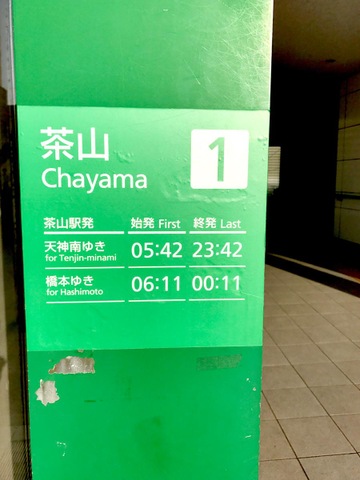 茶山 1
Chayama
茶山駅発 始発 First 終発 Last
天神南ゆき 05:42 23:42
for Tenjin-minami
橋本ゆき 06:11 00:11
for Hashimoto